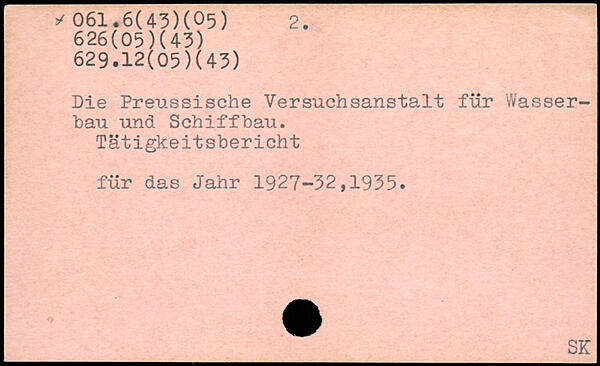 × 061.6(43)(05) 2.
626(05)(43)
629.12(05)(43)
Die Preussische Versuchsanstalt für Wasser-
bau und Schiffbau.
Tätigkeitsbericht
für das Jahr 1927-32,1935.
SK